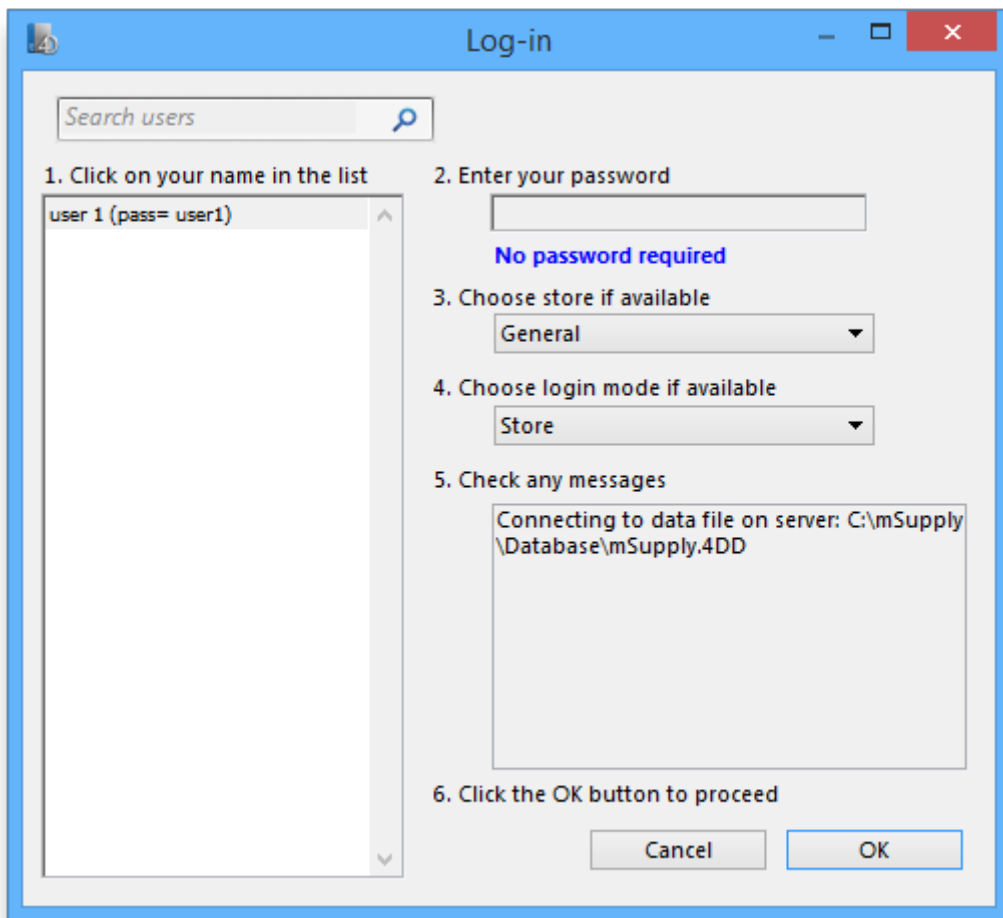 Log-in
Search users
1. Click on your name in the list
user 1 (pass= user1)
2. Enter your password
No password required
3. Choose store if available
General
4. Choose login mode if available
Store
5. Check any messages
Connecting to data file on server: C:\mSupply
\Database\mSupply.4DD
6. Click the OK button to proceed
Cancel
OK